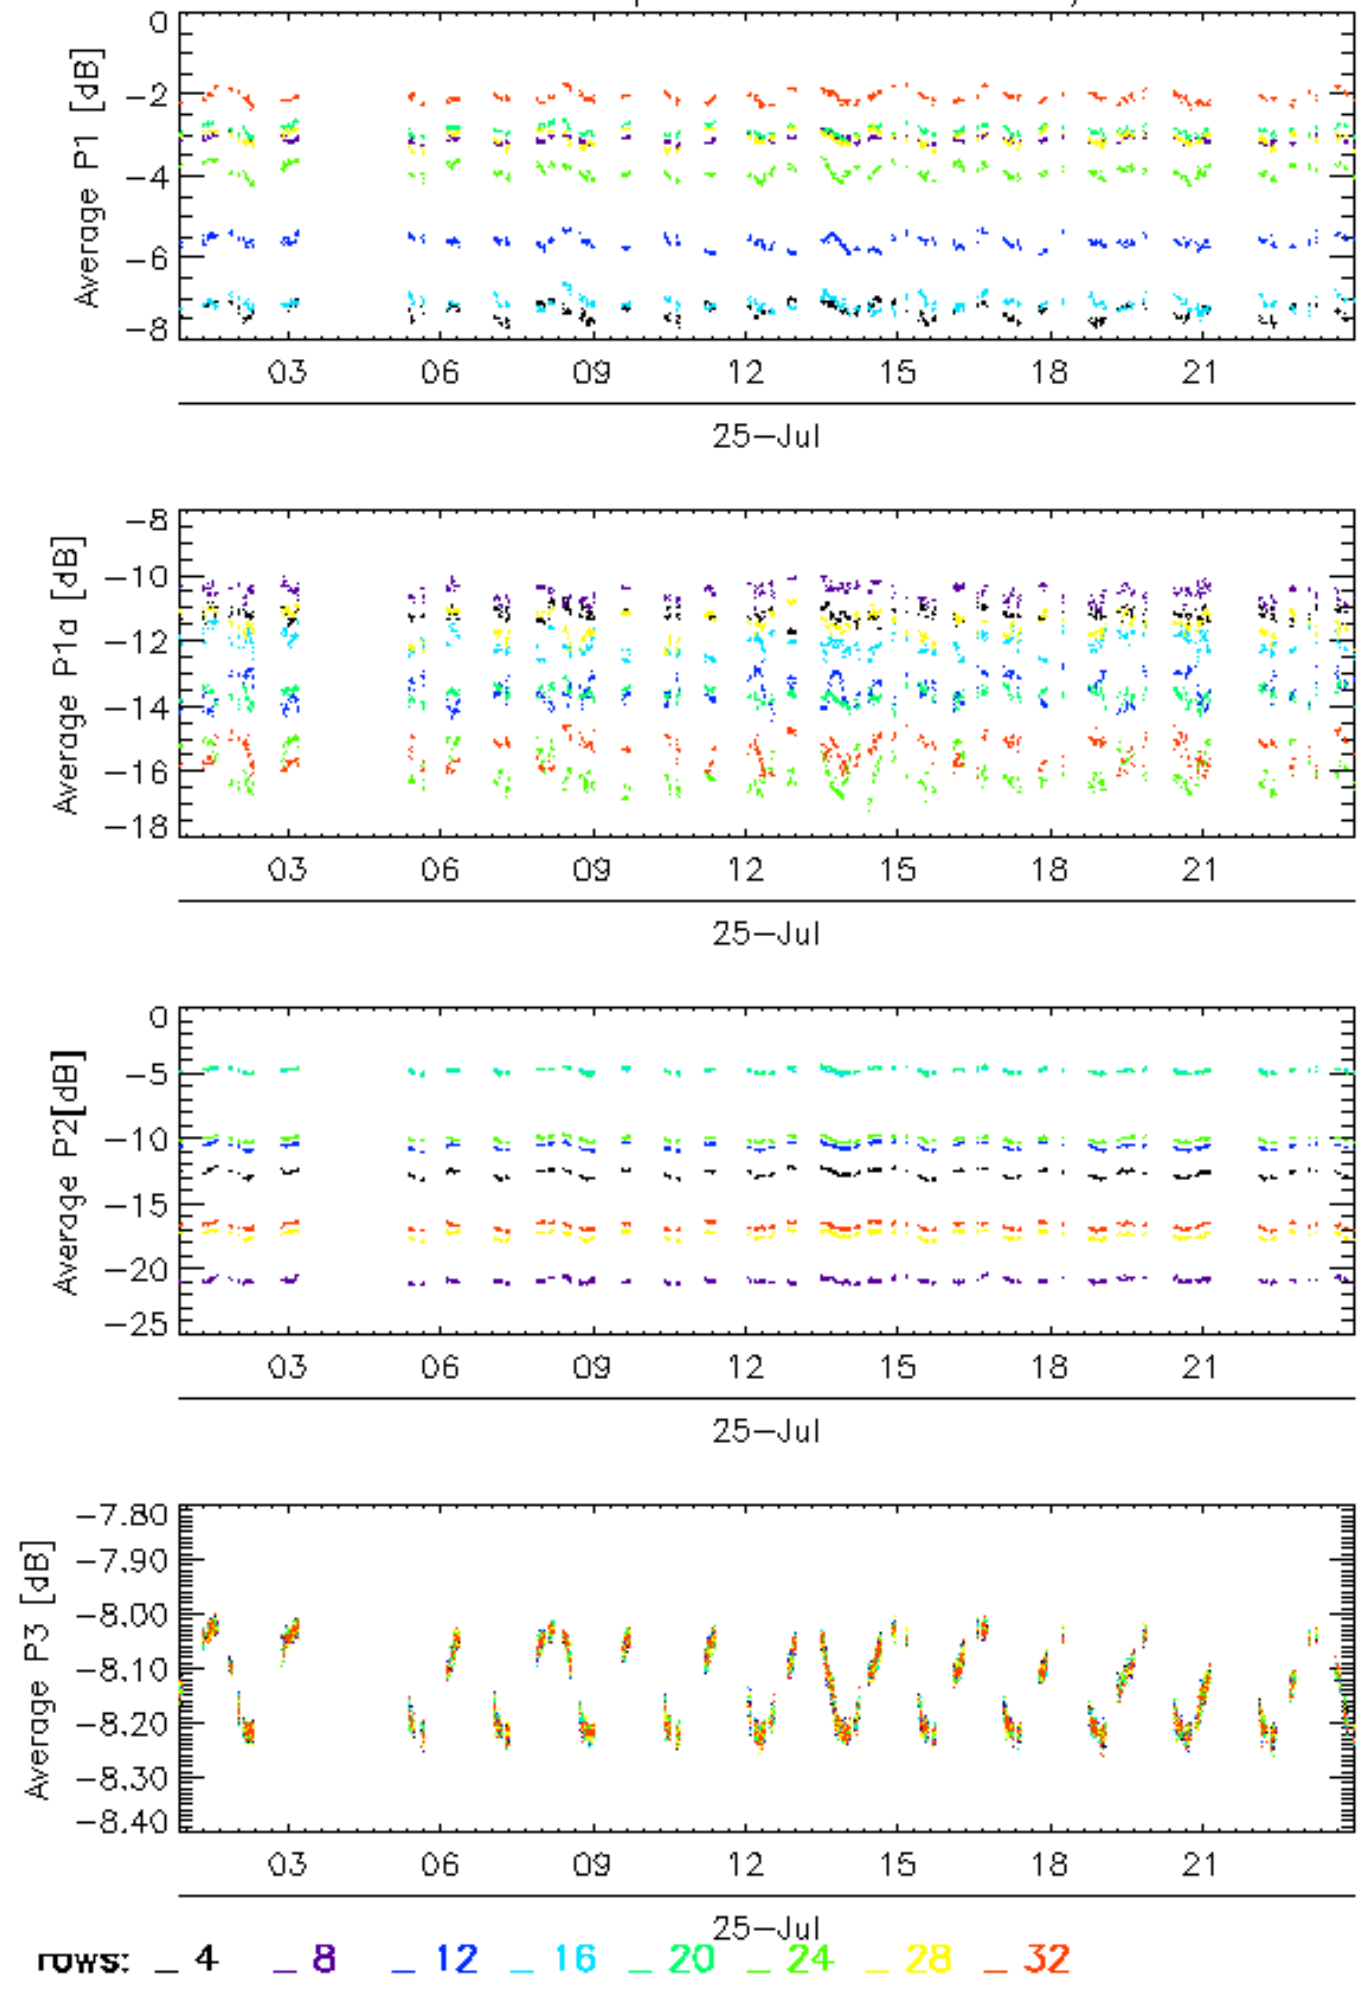 0
-2
-4
-6
-8
Average P1 [dB]
03 06 09 12 15 18 21
25-Jul
-8
-10
-12
-14
-16
-18
Average P1a [dB]
03 06 09 12 15 18 21
25-Jul
0
-5
-10
-15
-20
-25
Average P2[dB]
03 06 09 12 15 18 21
25-Jul
-7.80
-7.90
-8.00
-8.10
-8.20
-8.30
-8.40
Average P3 [dB]
03 06 09 12 15 18 21
25-Jul
rows: _ 4 _ 8 _ 12 _ 16 _ 20 _ 24 _ 28 _ 32